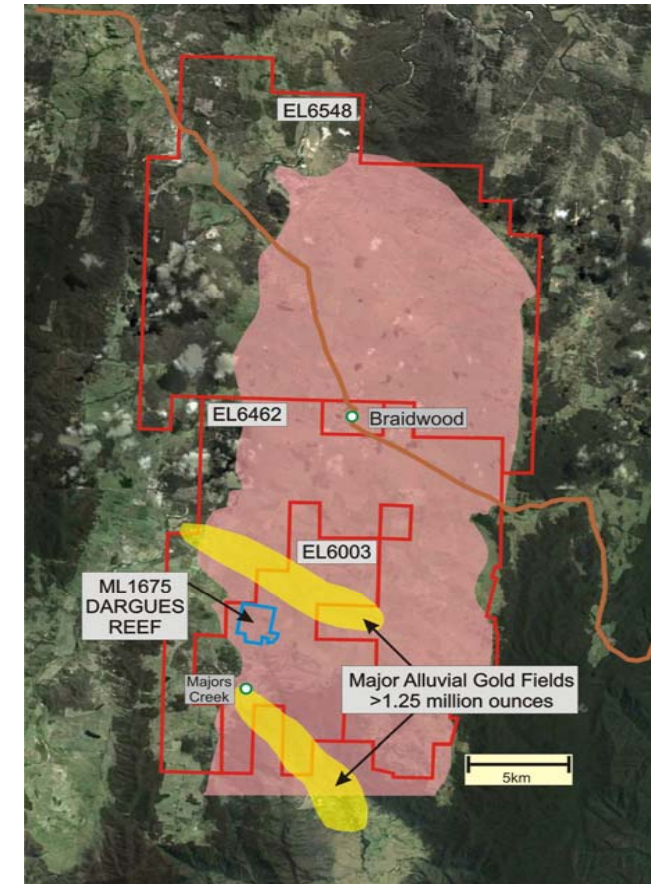 EL6548
EL6462
Braidwood
EL6003
ML1675
DARGUES
REEF
Majors
Creek
Major Alluvial Gold Fields
>1.25 million ounces
5km